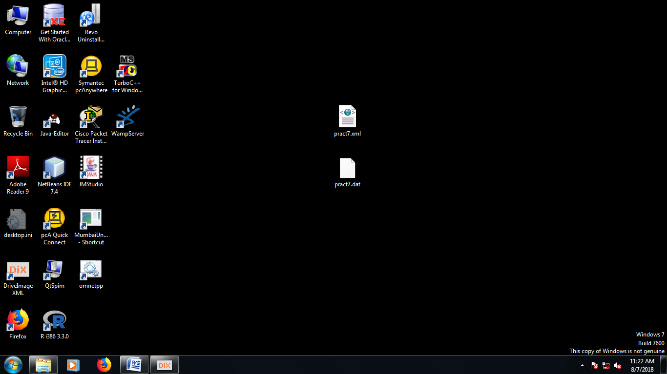 Computer
Get Started
With Oracl...
Revo
Uninstall...
Network
Intel® HD
Graphic...
Symantec
pcAnywhere
TurboC++
for Windo...
Recycle Bin
Java-Editor
Cisco Packet
Tracer Inst...
WampServer
pract7.xml
Adobe
Reader 9
NetBeans IDE
7.4
JMStudio
pract7.dat
desktop.ini
pcA Quick
Connect
MumbaiUn...
- Shortcut
DriveImage
XML
QtSpim
omnetpp
Firefox
R i386 3.3.0
Windows 7
Build 7600
This copy of Windows is not genuine
11:22 AM
8/7/2018